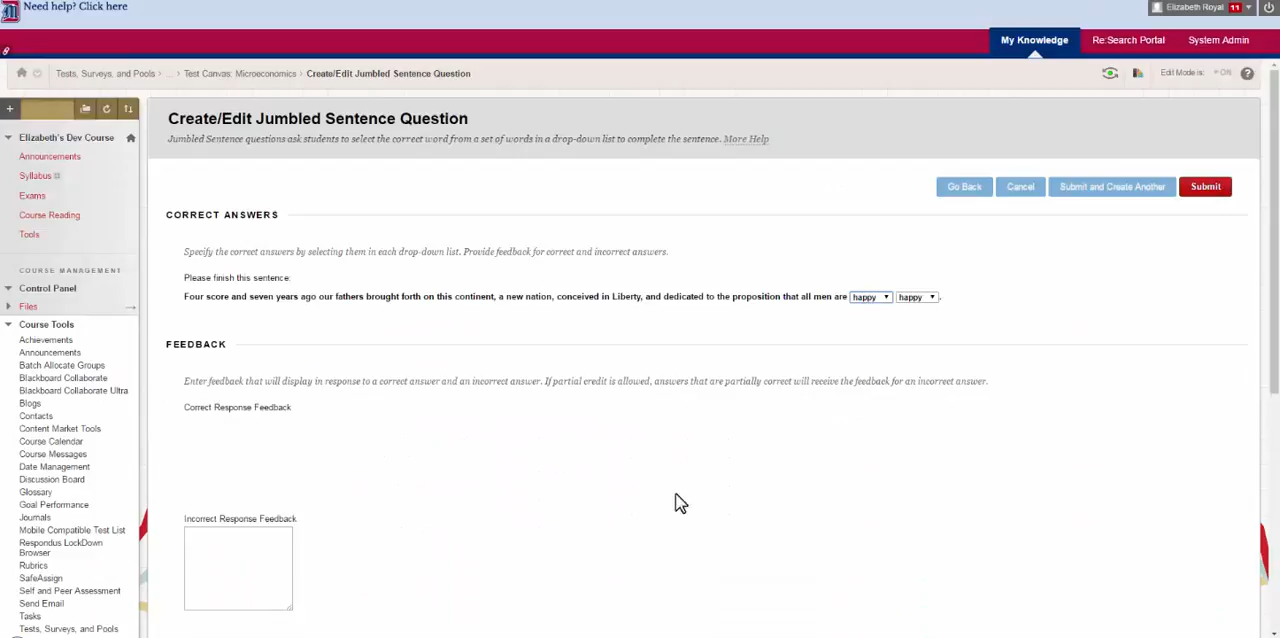 Need help? Click here
Elizabeth Royal 11
My Knowledge Re:Search Portal System Admin
Tests, Surveys, and Pools > ... > Test Canvas: Microeconomics > Create/Edit Jumbled Sentence Question
Edit Mode is: ON ?
Create/Edit Jumbled Sentence Question
Jumbled Sentence questions ask students to select the correct word from a set of words in a drop-down list to complete the sentence. More Help
Go Back Cancel Submit and Create Another Submit
CORRECT ANSWERS
Specify the correct answers by selecting them in each drop-down list. Provide feedback for correct and incorrect answers.
Please finish this sentence:
Four score and seven years ago our fathers brought forth on this continent, a new nation, conceived in Liberty, and dedicated to the proposition that all men are happy happy .
FEEDBACK
Enter feedback that will display in response to a correct answer and an incorrect answer. If partial credit is allowed, answers that are partially correct will receive the feedback for an incorrect answer.
Correct Response Feedback
Incorrect Response Feedback
Elizabeth's Dev Course
Announcements
Syllabus
Exams
Course Reading
Tools
COURSE MANAGEMENT
Control Panel
Files
Course Tools
Achievements
Announcements
Batch Allocate Groups
Blackboard Collaborate
Blackboard Collaborate Ultra
Blogs
Contacts
Content Market Tools
Course Calendar
Course Messages
Date Management
Discussion Board
Glossary
Goal Performance
Journals
Mobile Compatible Test List
Respondus LockDown
Browser
Rubrics
SafeAssign
Self and Peer Assessment
Send Email
Tasks
Tests, Surveys, and Pools